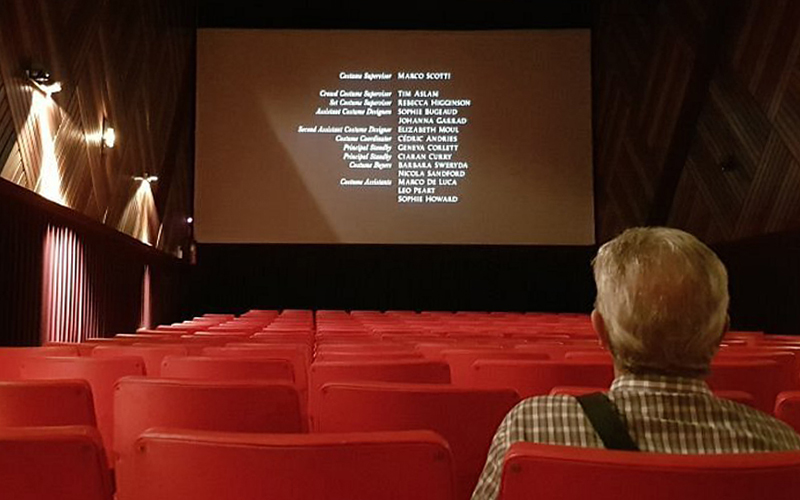 Costume Supervisor MARCO SCOTTI
Crowd Costume Supervisor TIM ASLAM
Set Costume Supervisor REBECCA HIGGINSON
Assistant Costume Designers SOPHIE BUGEAUD
JOHANNA GARRAD
Second Assistant Costume Designer ELIZABETH MOUL
Costume Coordinator CÉDRIC ANDRIES
Principal Standby GENEVA CORLETT
Principal Standby CIARAN CURRY
Costume Buyers BARBARA SWERYDA
NICOLA SANDFORD
Costume Assistants MARCO DE LUCA
LEO PEART
SOPHIE HOWARD